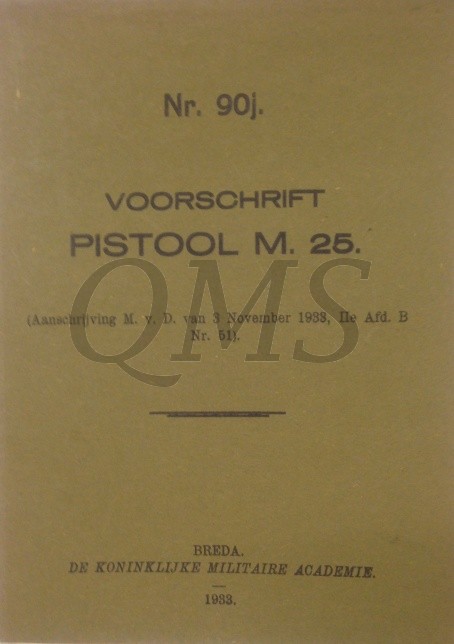 Nr. 90j.
VOORSCHRIFT
PISTOOL M. 25.
QMS
(Aanschrijving M. v. D. van 3 November 1933, IIe Afd. B
Nr. 51).
BREDA.
DE KONINKLIJKE MILITAIRE ACADEMIE.
1933.